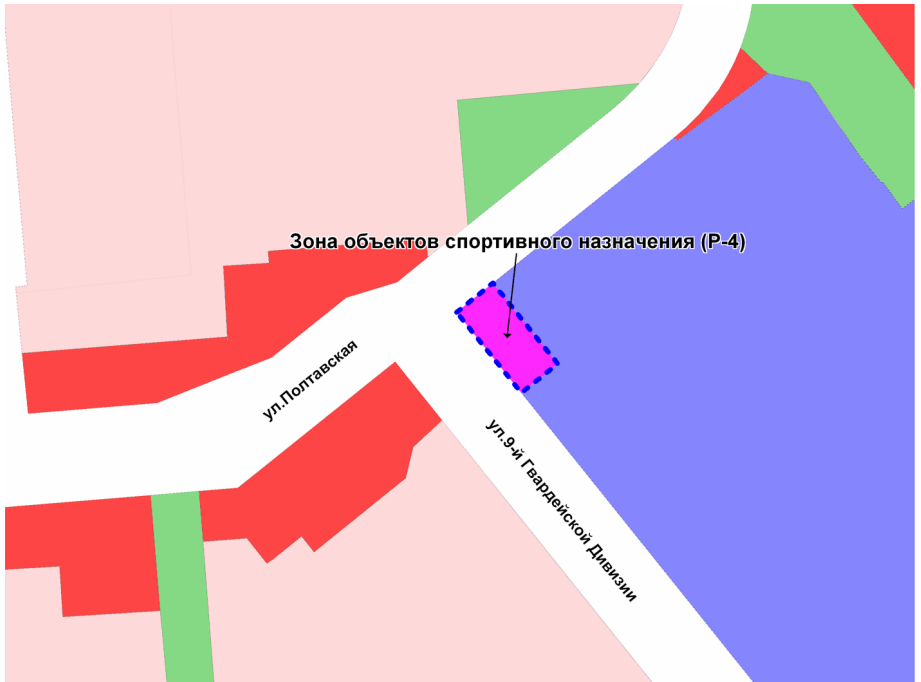 Зона объектов спортивного назначения (Р-4)
ул.Полтавская
ул.9-й Гвардейской Дивизии